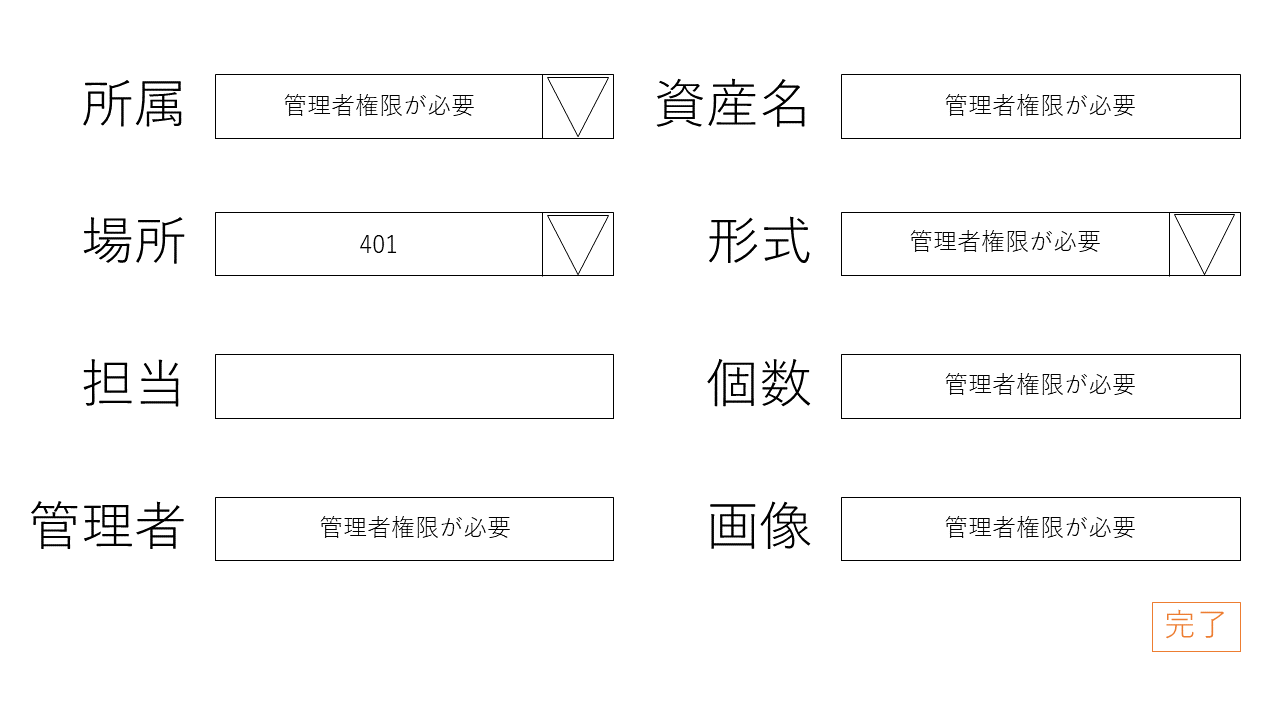 所属 管理者権限が必要 資産名 管理者権限が必要
場所 401 形式 管理者権限が必要
担当 個数 管理者権限が必要
管理者 管理者権限が必要 画像 管理者権限が必要
完了